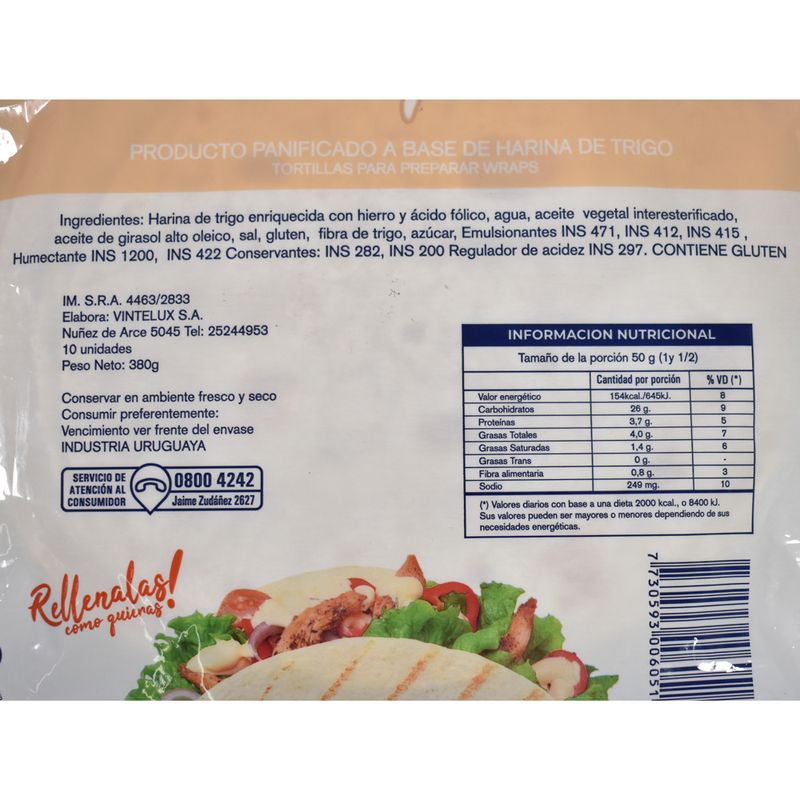 PRODUCTO PANIFICADO A BASE DE HARINA DE TRIGO
TORTILLAS PARA PREPARAR WRAPS
Ingredientes: Harina de trigo enriquecida con hierro y ácido fólico, agua, aceite vegetal interesterificado,
aceite de girasol alto oleico, sal, gluten, fibra de trigo, azúcar, Emulsionantes INS 471, INS 412, INS 415 ,
Humectante INS 1200, INS 422 Conservantes: INS 282, INS 200 Regulador de acidez INS 297. CONTIENE GLUTEN
IM. S.R.A. 4463/2833
Elabora: VINTELUX S.A.
Nuñez de Arce 5045 Tel: 25244953
10 unidades
Peso Neto: 380g
Conservar en ambiente fresco y seco
Consumir preferentemente:
Vencimiento ver frente del envase
INDUSTRIA URUGUAYA
SERVICIO DE
ATENCIÓN AL
CONSUMIDOR
0800 4242
Jaime Zudáñez 2627
INFORMACION NUTRICIONAL
Tamaño de la porción 50 g (1y 1/2)
Cantidad por porción % VD (*)
Valor energético 154kcal./645kJ. 8
Carbohidratos 26 g. 9
Proteínas 3,7 g. 5
Grasas Totales 4,0 g. 7
Grasas Saturadas 1,4 g. 6
Grasas Trans 0 g. -
Fibra alimentaria 0,8 g. 3
Sodio 249 mg. 10
(*) Valores diarios con base a una dieta 2000 kcal., o 8400 kJ.
Sus valores pueden ser mayores o menores dependiendo de sus
necesidades energéticas.
Rellenalas!
como quieras
7 730593 006051